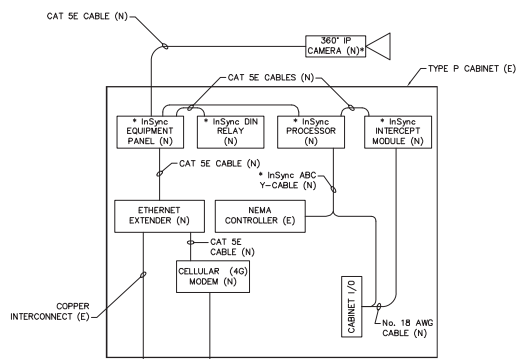 CAT 5E CABLE (N)
360° IP
CAMERA (N)*
TYPE P CABINET (E)
CAT 5E CABLES (N)
* InSync
EQUIPMENT
PANEL (N)
* InSync DIN
RELAY
(N)
* InSync
PROCESSOR
(N)
* InSync
INTERCEPT
MODULE (N)
CAT 5E CABLE (N)
* InSync ABC
Y-CABLE (N)
ETHERNET
EXTENDER (N)
NEMA
CONTROLLER (E)
CAT 5E
CABLE (N)
CELLULAR (4G)
MODEM (N)
CABINET I/O
COPPER
INTERCONNECT (E)
No. 18 AWG
CABLE (N)